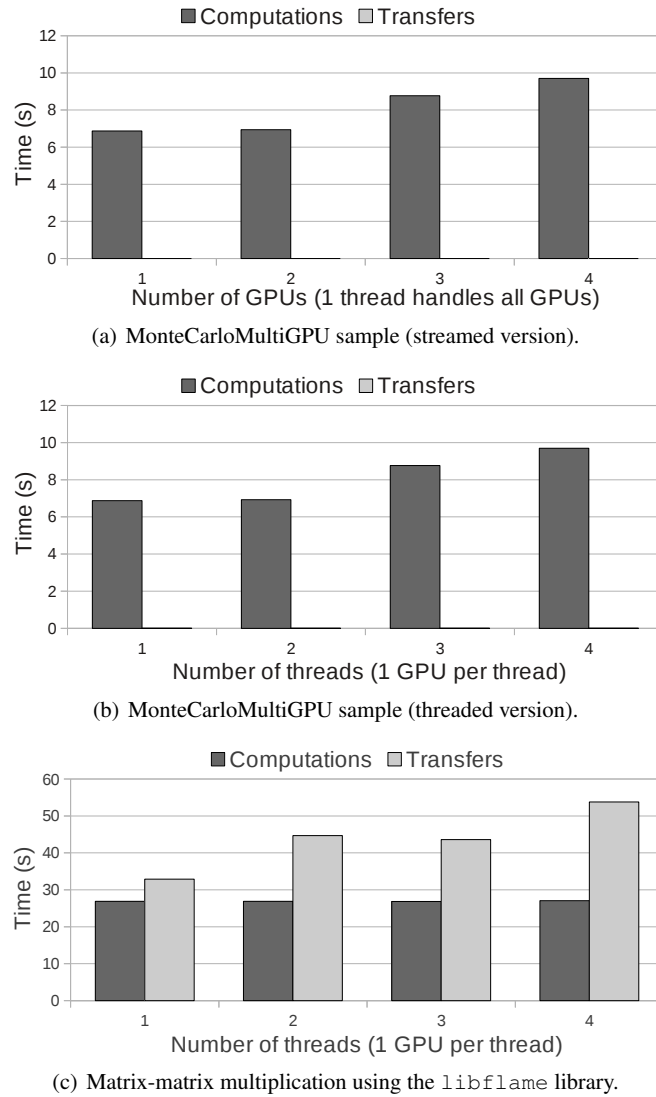 Computations Transfers
12
10
8
6
4
2
0
Time (s)
1 2 3 4
Number of GPUs (1 thread handles all GPUs)
(a) MonteCarloMultiGPU sample (streamed version).
Computations Transfers
12
10
8
6
4
2
0
Time (s)
1 2 3 4
Number of threads (1 GPU per thread)
(b) MonteCarloMultiGPU sample (threaded version).
Computations Transfers
60
50
40
30
20
10
0
Time (s)
1 2 3 4
Number of threads (1 GPU per thread)
(c) Matrix-matrix multiplication using the libflame library.